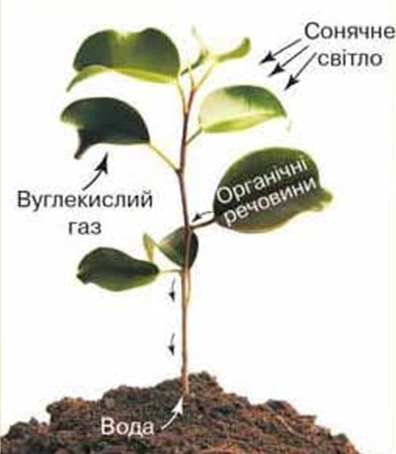 Сонячне
світло
Вуглекислий
газ
Органічні
речовини
Вода